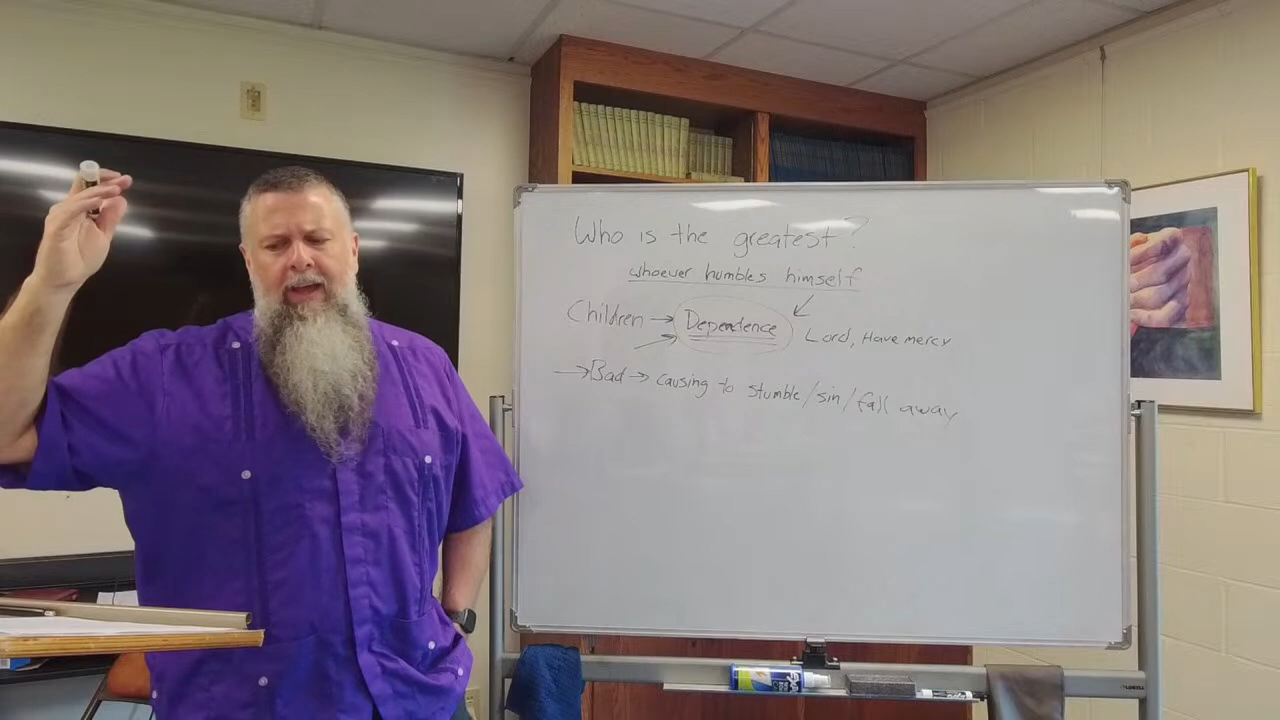 Who is the greatest?
whoever humbles himself
Children → Dependence
Lord, Have mercy
→ Bad → causing to stumble/sin/fall away
EXPO